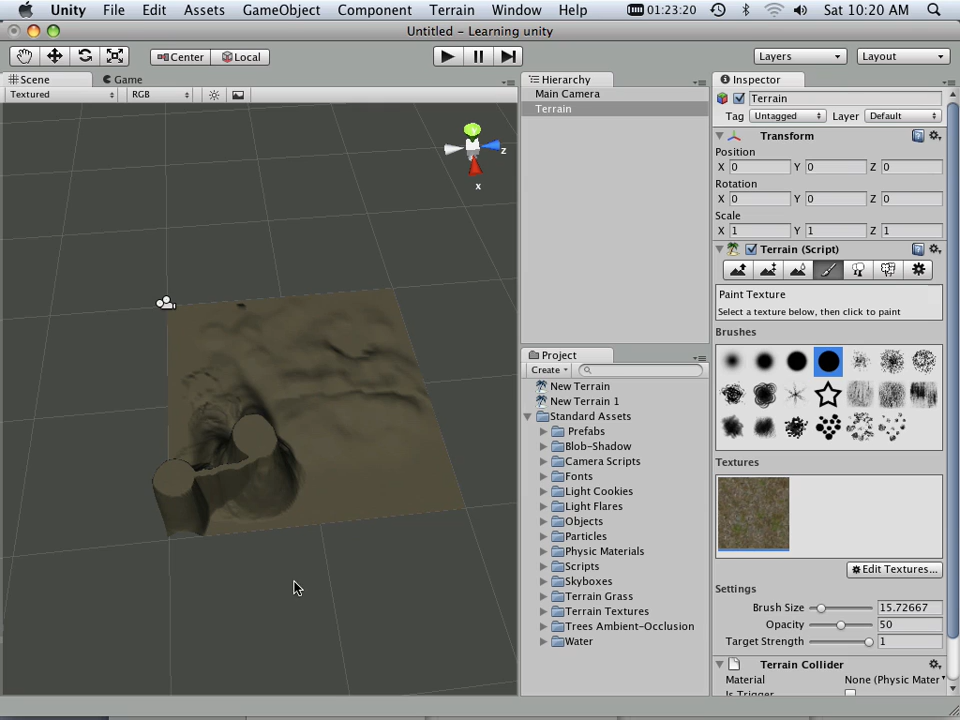 Unity File Edit Assets GameObject Component Terrain Window Help 01:23:20 Sat 10:20 AM
Untitled - Learning unity
Center Local Layers Layout
Scene Game
Textured RGB
y
z
x
Hierarchy
Main Camera
Terrain
Project
Create
New Terrain
New Terrain 1
Standard Assets
Prefabs
Blob-Shadow
Camera Scripts
Fonts
Light Cookies
Light Flares
Objects
Particles
Physic Materials
Scripts
Skyboxes
Terrain Grass
Terrain Textures
Trees Ambient-Occlusion
Water
Inspector
Terrain
Tag Untagged Layer Default
Transform
Position
X 0 Y 0 Z 0
Rotation
X 0 Y 0 Z 0
Scale
X 1 Y 1 Z 1
Terrain (Script)
Paint Texture
Select a texture below, then click to paint
Brushes
Textures
Edit Textures...
Settings
Brush Size 15.72667
Opacity 50
Target Strength 1
Terrain Collider
Material None (Physic Mater
Is Trigger